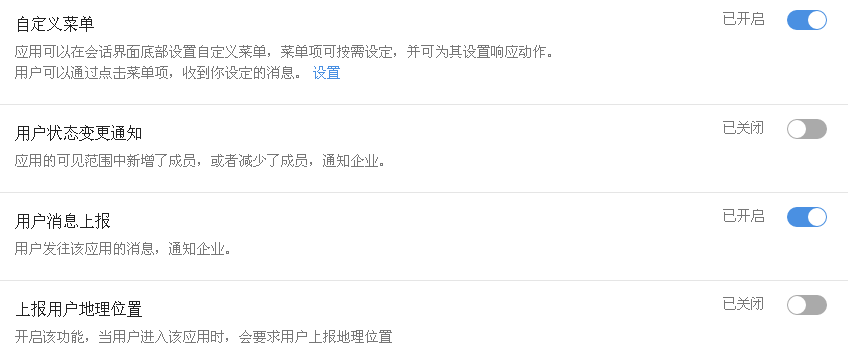 自定义菜单
已开启
应用可以在会话界面底部设置自定义菜单，菜单项可按需设定，并可为其设置响应动作。
用户可以通过点击菜单项，收到你设定的消息。 设置
用户状态变更通知
已关闭
应用的可见范围中新增了成员，或者减少了成员，通知企业。
用户消息上报
已开启
用户发往该应用的消息，通知企业。
上报用户地理位置
已关闭
开启该功能，当用户进入该应用时，会要求用户上报地理位置